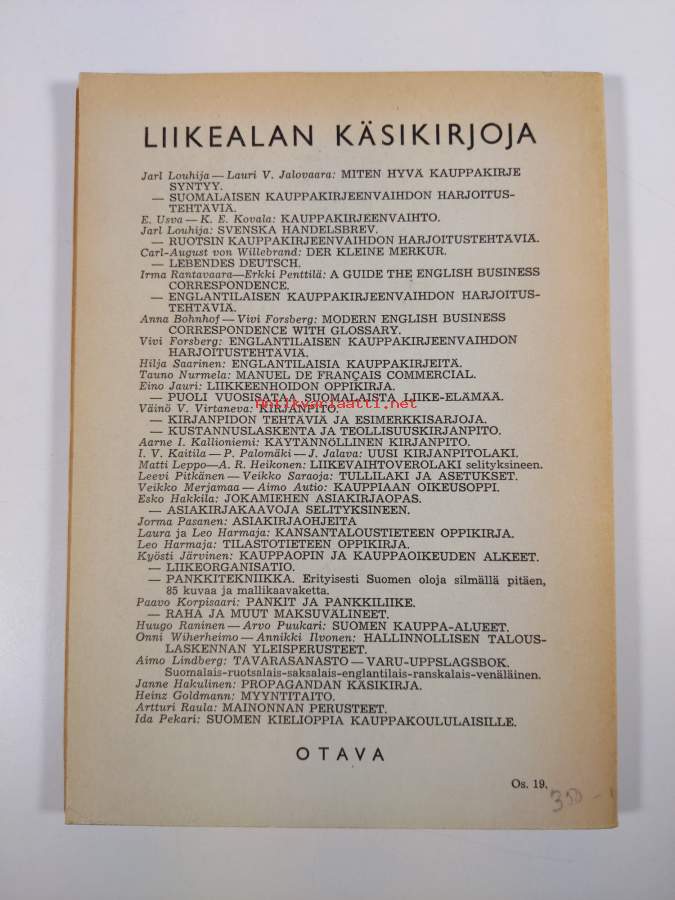 LIIKEALAN KÄSIKIRJOJA
Jarl Louhija — Lauri V. Jalovaara: MITEN HYVÄ KAUPPAKIRJE
SYNTYY.
— SUOMALAISEN KAUPPAKIRJEENVAIHDON HARJOITUS-
TEHTÄVIÄ.
E. Usva — K. E. Kovala: KAUPPAKIRJEENVAIHTO.
Jarl Louhija: SVENSKA HANDELSBREV.
— RUOTSIN KAUPPAKIRJEENVAIHDON HARJOITUSTEHTÄVIÄ.
Carl-August von Willebrand: DER KLEINE MERKUR.
— LEBENDES DEUTSCH.
Irma Rantavaara—Erkki Penttilä: A GUIDE THE ENGLISH BUSINESS
CORRESPONDENCE.
— ENGLANTILAISEN KAUPPAKIRJEENVAIHDON HARJOITUS-
TEHTÄVIÄ.
Anna Bohnhof — Vivi Forsberg: MODERN ENGLISH BUSINESS
CORRESPONDENCE WITH GLOSSARY.
Vivi Forsberg: ENGLANTILAISEN KAUPPAKIRJEENVAIHDON
HARJOITUSTEHTÄVIÄ.
Hilja Saarinen: ENGLANTILAISIA KAUPPAKIRJEITÄ.
Tauno Nurmela: MANUEL DE FRANÇAIS COMMERCIAL.
Eino Jauri: LIIKKEENHOIDON OPPIKIRJA.
— PUOLI VUOSISATAA SUOMALAISTA LIIKE-ELÄMÄÄ.
antikvariaatti.net
Väinö V. Virtaneva: KIRJANPITO.
— KIRJANPIDON TEHTÄVIÄ JA ESIMERKKISARJOJA.
— KUSTANNUSLASKENTA JA TEOLLISUUSKIRJANPITO.
Aarne I. Kallioniemi: KÄYTÄNNÖLLINEN KIRJANPITO.
I. V. Kaitila — P. Palomäki — J. Jalava: UUSI KIRJANPITOLAKI.
Matti Leppo—A. R. Heikonen: LIIKEVAIHTOVEROLAKI selityksineen.
Leevi Pitkänen — Veikko Saraoja: TULLILAKI JA ASETUKSET.
Veikko Merjamaa — Aimo Autio: KAUPPIAAN OIKEUSOPPI.
Esko Hakkila: JOKAMIEHEN ASIAKIRJAOPAS.
— ASIAKIRJAKAAVOJA SELITYKSINEEN.
Jorma Pasanen: ASIAKIRJAOHJEITA
Laura ja Leo Harmaja: KANSANTALOUSTIETEEN OPPIKIRJA.
Leo Harmaja: TILASTOTIETEEN OPPIKIRJA.
Kyösti Järvinen: KAUPPAOPIN JA KAUPPAOIKEUDEN ALKEET.
— LIIKEORGANISATIO.
— PANKKITEKNIIKKA. Erityisesti Suomen oloja silmällä pitäen,
85 kuvaa ja mallikaavaketta.
Paavo Korpisaari: PANKIT JA PANKKILIIKE.
— RAHA JA MUUT MAKSUVÄLINEET.
Huugo Raninen — Arvo Puukari: SUOMEN KAUPPA-ALUEET.
Onni Wiherheimo — Annikki Ilvonen: HALLINNOLLISEN TALOUS-
LASKENNAN YLEISPERUSTEET.
Aimo Lindberg: TAVARASANASTO — VARU-UPPSLAGSBOK.
Suomalais-ruotsalais-saksalais-englantilais-ranskalais-venäläinen.
Janne Hakulinen: PROPAGANDAN KÄSIKIRJA.
Heinz Goldmann: MYYNTITAITO.
Artturi Raula: MAINONNAN PERUSTEET.
Ida Pekari: SUOMEN KIELIOPPIA KAUPPAKOULULAISILLE.
OTAVA
Os. 19.